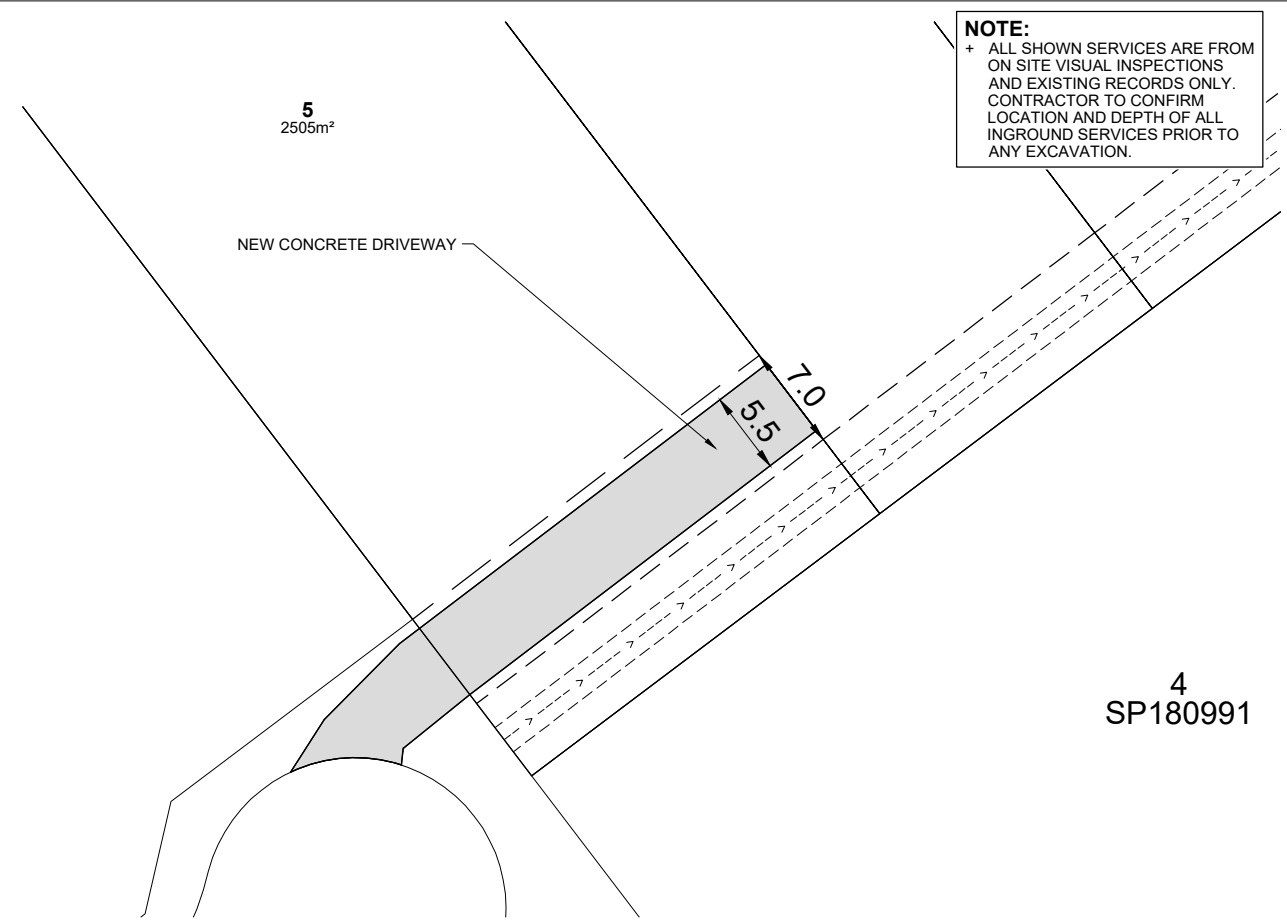 NOTE:
+ ALL SHOWN SERVICES ARE FROM
ON SITE VISUAL INSPECTIONS
AND EXISTING RECORDS ONLY.
CONTRACTOR TO CONFIRM
LOCATION AND DEPTH OF ALL
INGROUND SERVICES PRIOR TO
ANY EXCAVATION.
5
2505m²
NEW CONCRETE DRIVEWAY
7.0
5.5
4
SP180991